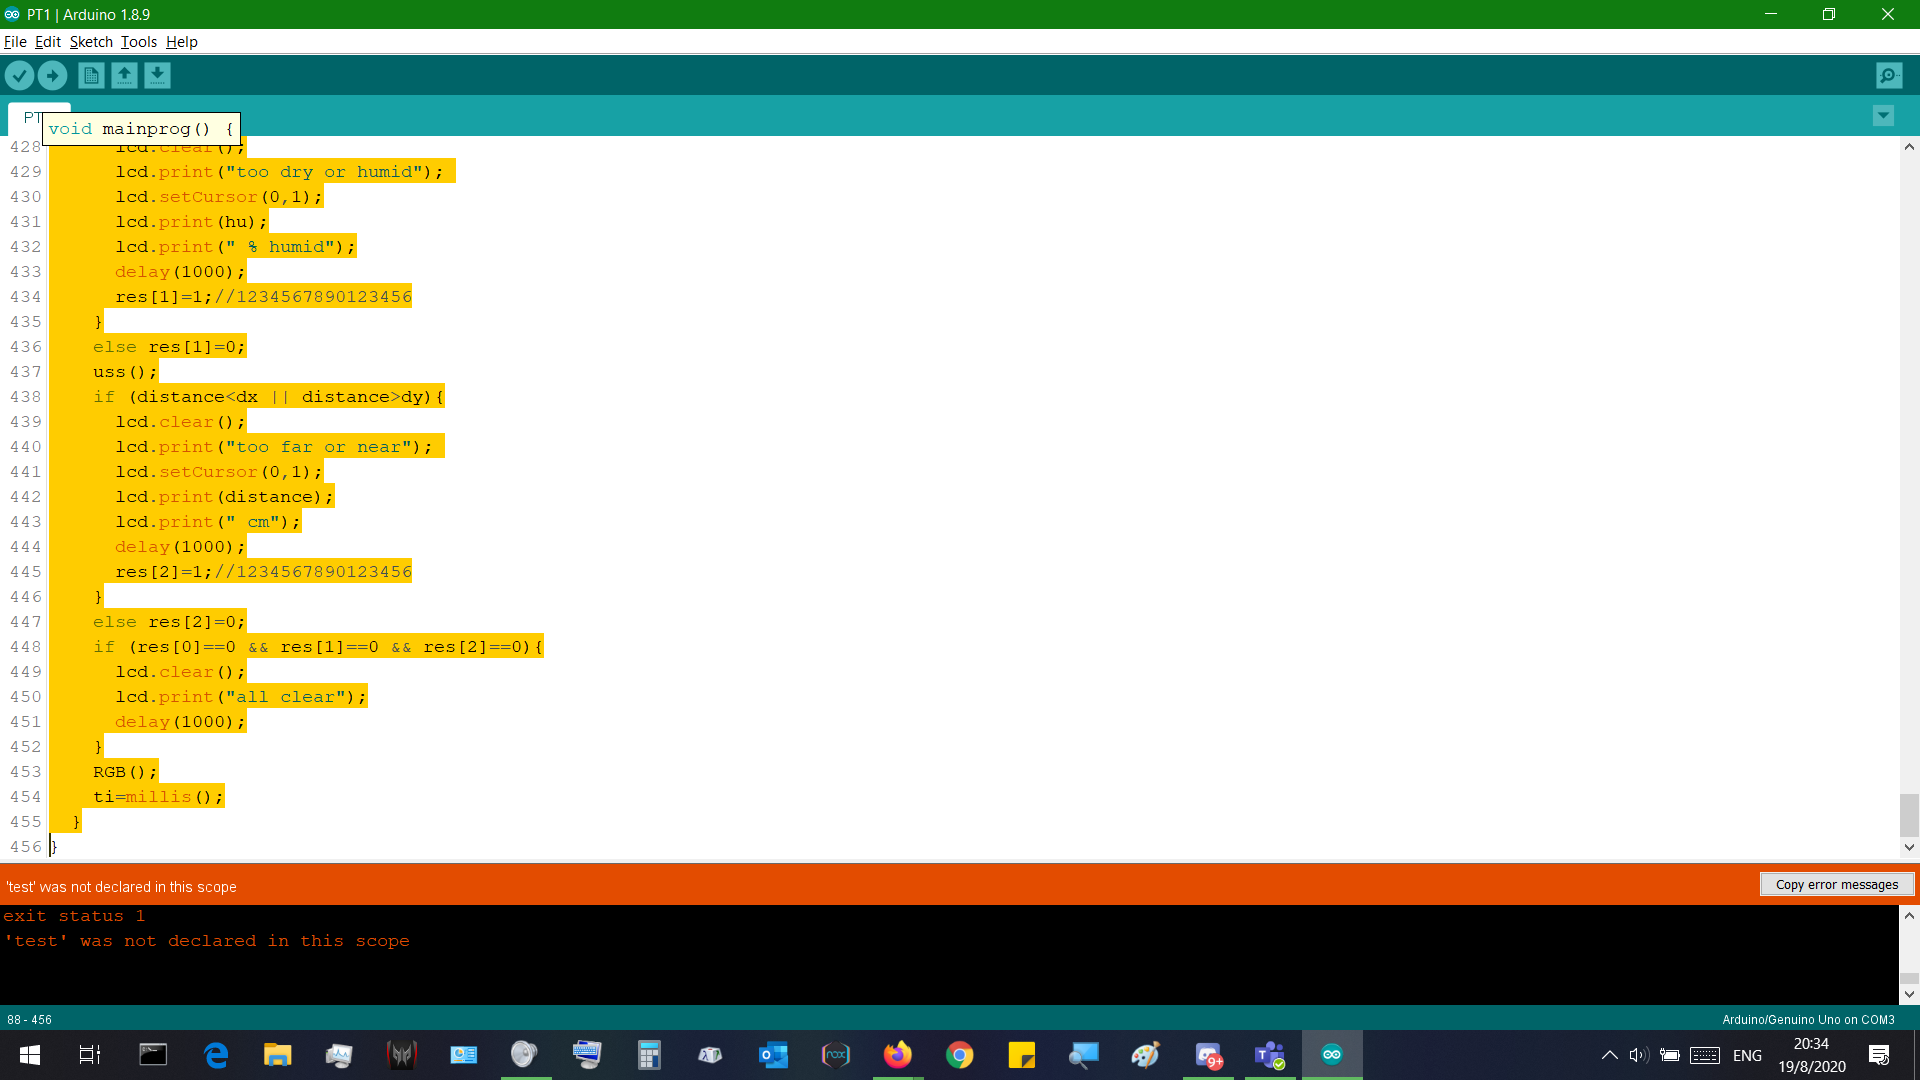 PT1 | Arduino 1.8.9
File Edit Sketch Tools Help
PT
void mainprog() {
428 lcd.clear();
429 lcd.print("too dry or humid");
430 lcd.setCursor(0,1);
431 lcd.print(hu);
432 lcd.print(" % humid");
433 delay(1000);
434 res[1]=1;//1234567890123456
435 }
436 else res[1]=0;
437 uss();
438 if (distance<dx || distance>dy){
439 lcd.clear();
440 lcd.print("too far or near");
441 lcd.setCursor(0,1);
442 lcd.print(distance);
443 lcd.print(" cm");
444 delay(1000);
445 res[2]=1;//1234567890123456
446 }
447 else res[2]=0;
448 if (res[0]==0 && res[1]==0 && res[2]==0){
449 lcd.clear();
450 lcd.print("all clear");
451 delay(1000);
452 }
453 RGB();
454 ti=millis();
455 }
456 }
'test' was not declared in this scope
Copy error messages
exit status 1
'test' was not declared in this scope
88 - 456
Arduino/Genuino Uno on COM3
nox
9+
ENG
20:34
19/8/2020